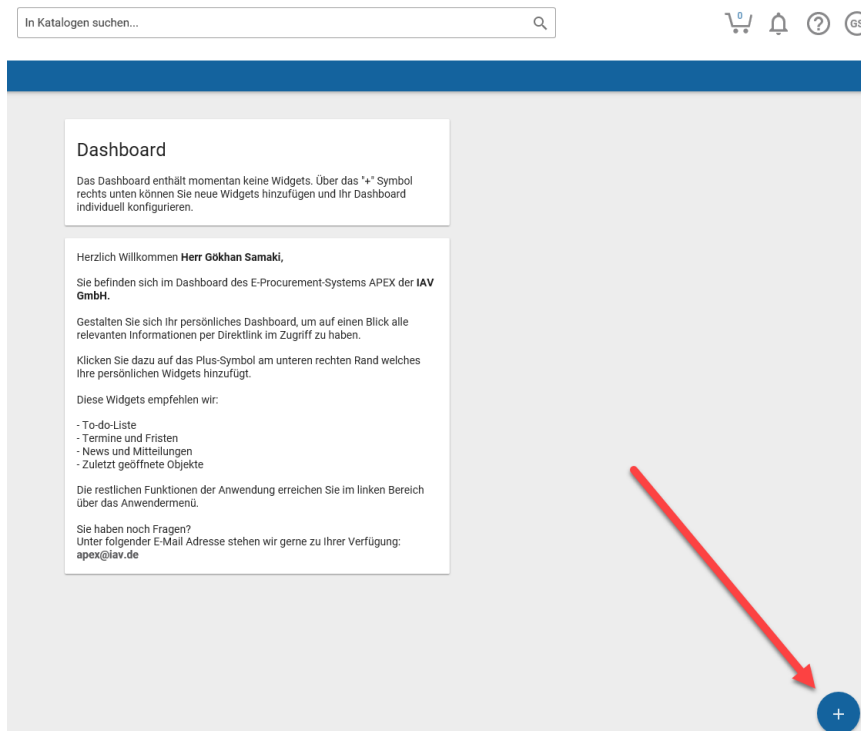 In Katalogen suchen...
0
GS
Dashboard
Das Dashboard enthält momentan keine Widgets. Über das "+" Symbol
rechts unten können Sie neue Widgets hinzufügen und Ihr Dashboard
individuell konfigurieren.
Herzlich Willkommen Herr Gökhan Samaki,
Sie befinden sich im Dashboard des E-Procurement-Systems APEX der IAV
GmbH.
Gestalten Sie sich Ihr persönliches Dashboard, um auf einen Blick alle
relevanten Informationen per Direktlink im Zugriff zu haben.
Klicken Sie dazu auf das Plus-Symbol am unteren rechten Rand welches
Ihre persönlichen Widgets hinzufügt.
Diese Widgets empfehlen wir:
- To-do-Liste
- Termine und Fristen
- News und Mitteilungen
- Zuletzt geöffnete Objekte
Die restlichen Funktionen der Anwendung erreichen Sie im linken Bereich
über das Anwendermenü.
Sie haben noch Fragen?
Unter folgender E-Mail Adresse stehen wir gerne zu Ihrer Verfügung:
apex@iav.de
+